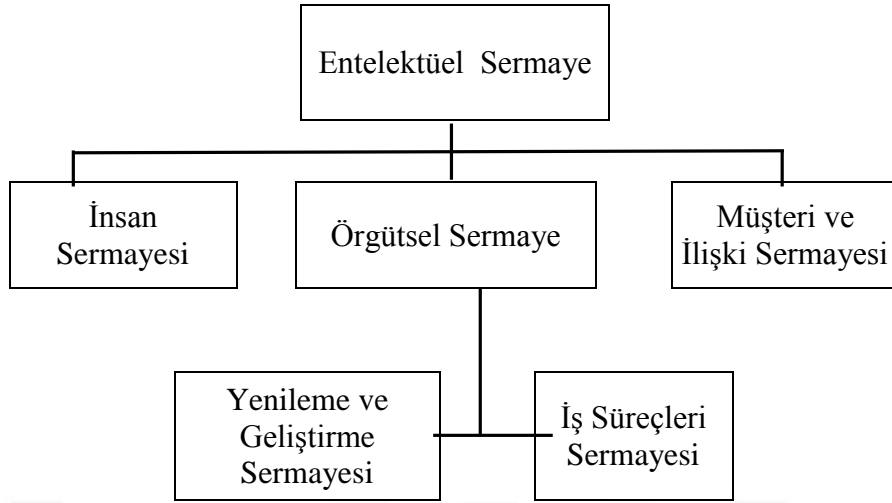 Entelektüel Sermaye
İnsan
Sermayesi
Örgütsel Sermaye
Müşteri ve
İlişki Sermayesi
Yenileme ve
Geliştirme
Sermayesi
İş Süreçleri
Sermayesi